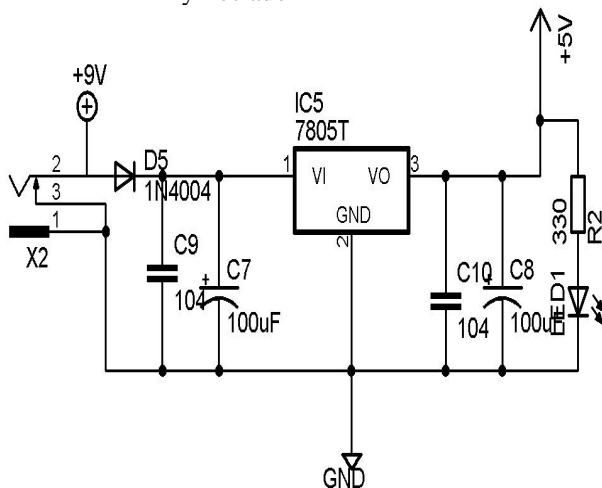 +9V
+5V
IC5
7805T
2
D5
1
VI
VO
3
1N4004
3
GND
1
2
X2
C9
C7
C10
C8
330
R2
LED1
104
100uF
104
100uF
GND